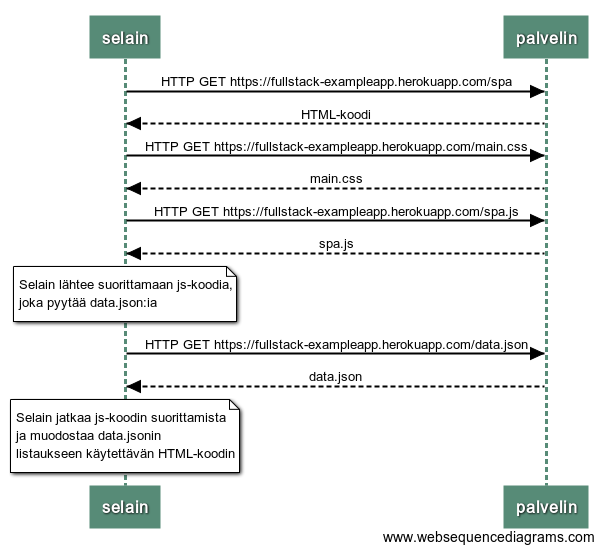 selain
palvelin
HTTP GET https://fullstack-exampleapp.herokuapp.com/spa
HTML-koodi
HTTP GET https://fullstack-exampleapp.herokuapp.com/main.css
main.css
HTTP GET https://fullstack-exampleapp.herokuapp.com/spa.js
spa.js
Selain lähtee suorittamaan js-koodia,
joka pyytää data.json:ia
HTTP GET https://fullstack-exampleapp.herokuapp.com/data.json
data.json
Selain jatkaa js-koodin suorittamista
ja muodostaa data.jsonin
listaukseen käytettävän HTML-koodin
selain
palvelin
www.websequencediagrams.com